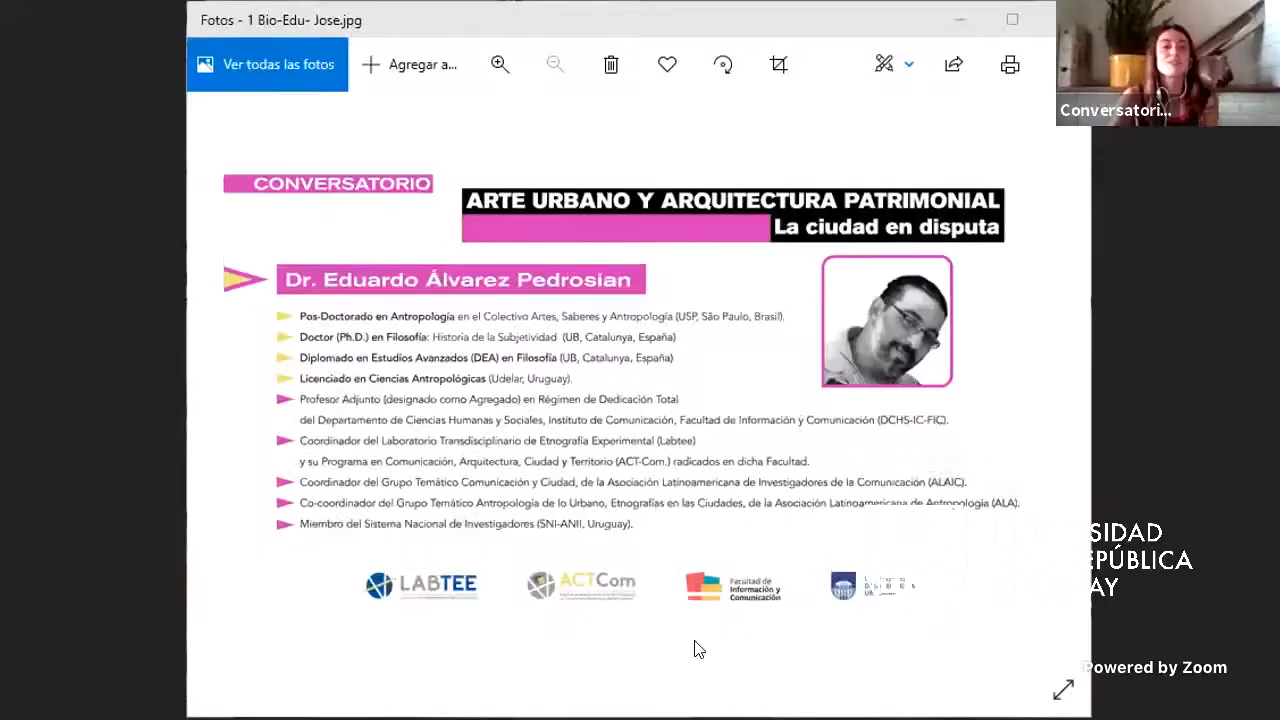 Fotos - 1 Bio-Edu- Jose.jpg
Ver todas las fotos
Agregar a...
Conversatori...
CONVERSATORIO
ARTE URBANO Y ARQUITECTURA PATRIMONIAL
La ciudad en disputa
Dr. Eduardo Álvarez Pedrosian
Pos-Doctorado en Antropología en el Colectivo Artes, Saberes y Antropología (USP, São Paulo, Brasil).
Doctor (Ph.D.) en Filosofía: Historia de la Subjetividad (UB, Catalunya, España)
Diplomado en Estudios Avanzados (DEA) en Filosofía (UB, Catalunya, España)
Licenciado en Ciencias Antropológicas (Udelar, Uruguay).
Profesor Adjunto (designado como Agregado) en Régimen de Dedicación Total
del Departamento de Ciencias Humanas y Sociales, Instituto de Comunicación, Facultad de Información y Comunicación (DCHS-IC-FIC).
Coordinador del Laboratorio Transdisciplinario de Etnografía Experimental (Labtee)
y su Programa en Comunicación, Arquitectura, Ciudad y Territorio (ACT-Com.) radicados en dicha Facultad.
Coordinador del Grupo Temático Comunicación y Ciudad, de la Asociación Latinoamericana de Investigadores de la Comunicación (ALAIC).
Co-coordinador del Grupo Temático Antropología de lo Urbano, Etnografías en las Ciudades, de la Asociación Latinoamericana de Antropología (ALA).
Miembro del Sistema Nacional de Investigadores (SNI-ANII, Uruguay).
LABTEE
ACTCom
Facultad de
Información y
Comunicación
SIDAD
EPÚBLICA
AY
Powered by Zoom